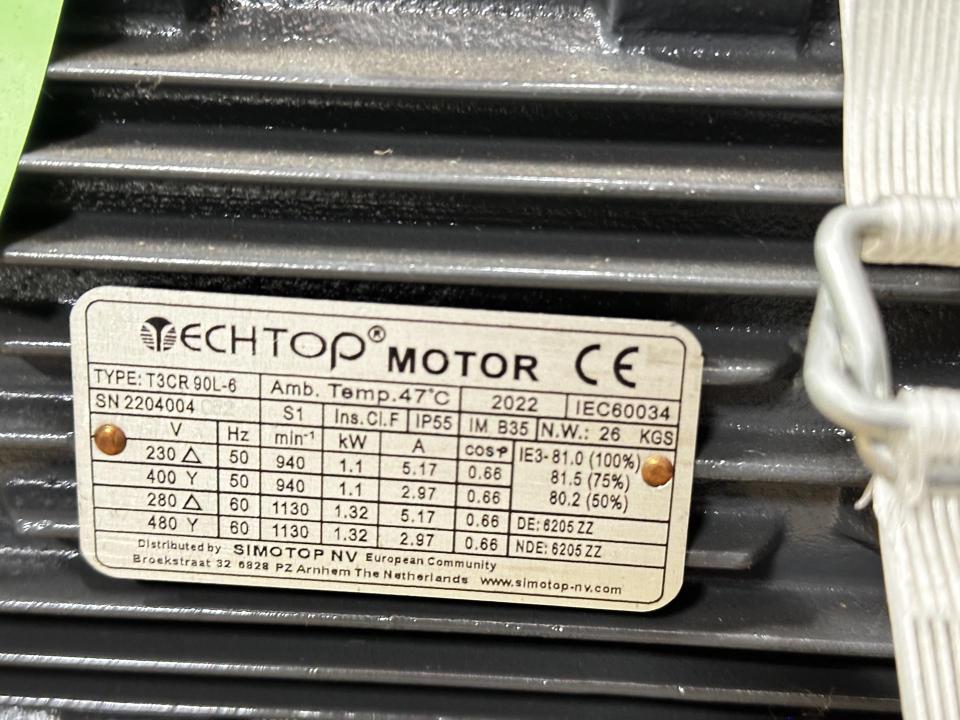 TECHTOP® MOTOR CE
TYPE: T3CR 90L-6 Amb. Temp.47°C 2022 IEC60034
SN 2204004 S1 Ins.Cl.F IP55 IM B35 N.W.: 26 KGS
V Hz min⁻¹ kW A cosφ IE3- 81.0 (100%)
230 △ 50 940 1.1 5.17 0.66 81.5 (75%)
400 Y 50 940 1.1 2.97 0.66 80.2 (50%)
280 △ 60 1130 1.32 5.17 0.66 DE: 6205 ZZ
480 Y 60 1130 1.32 2.97 0.66 NDE: 6205 ZZ
Distributed by SIMOTOP NV European Community
Broekstraat 32 6828 PZ Arnhem The Netherlands www.simotop-nv.com